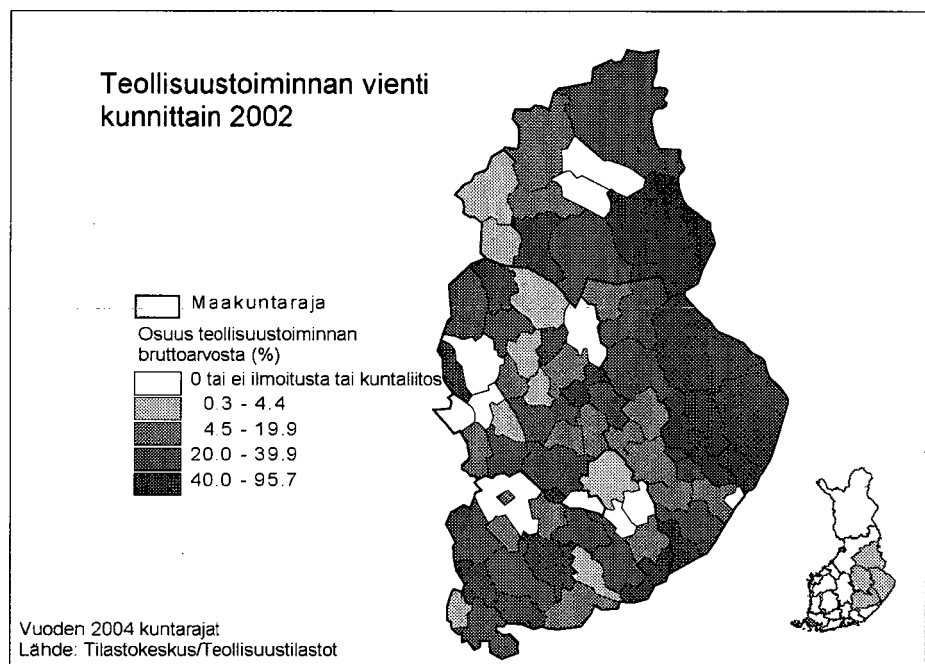 Teollisuustoiminnan vienti
kunnittain 2002
Maakuntaraja
Osuus teollisuustoiminnan
bruttoarvosta (%)
0 tai ei ilmoitusta tai kuntaliitos
0.3 - 4.4
4.5 - 19.9
20.0 - 39.9
40.0 - 95.7
Vuoden 2004 kuntarajat
Lähde: Tilastokeskus/Teollisuustilastot